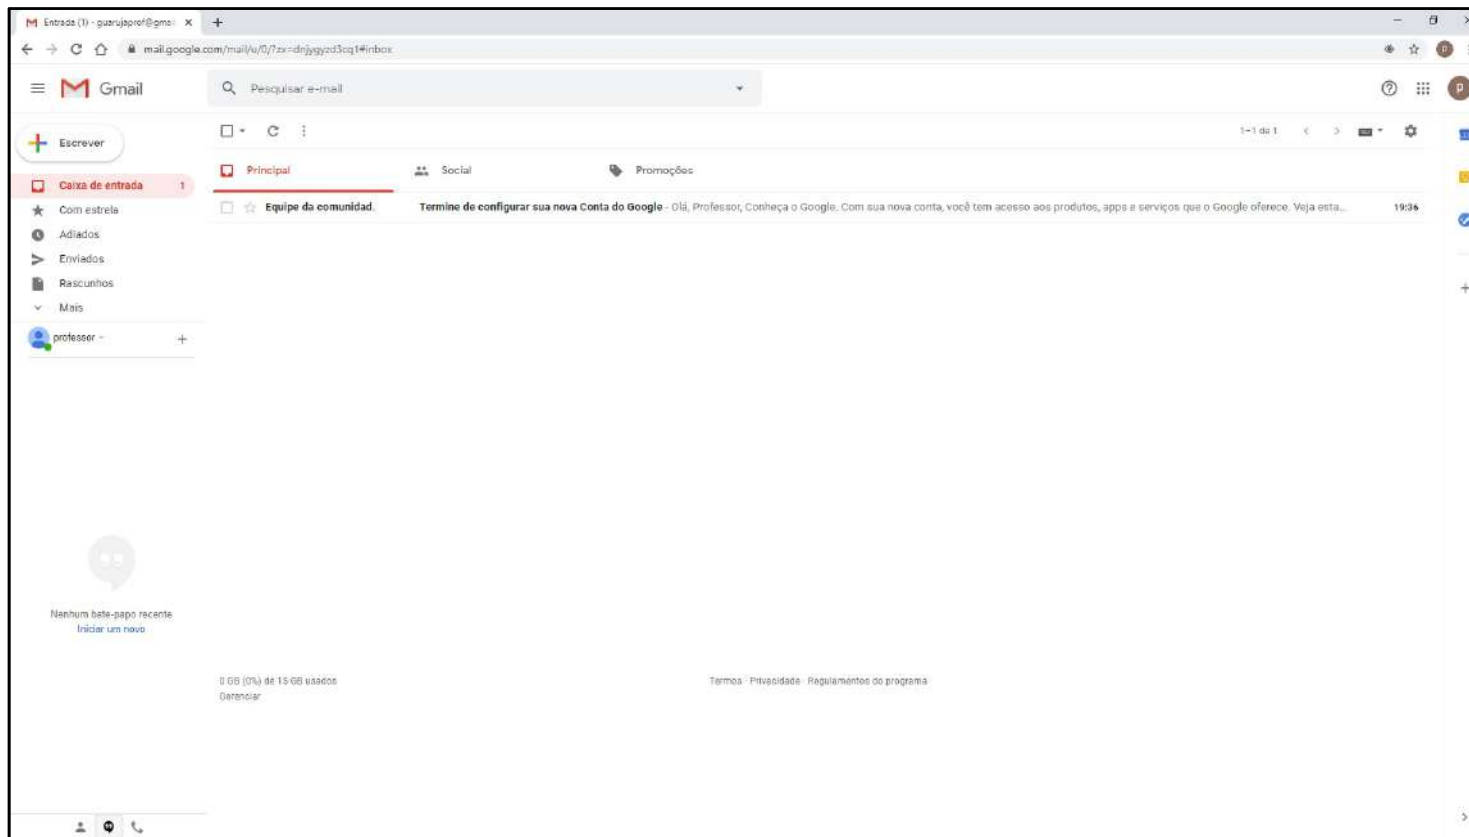 Entrada (1) - guarujaprof@gma
mail.google.com/mail/u/0/?zx=dnjygyzd3cq1#inbox
Gmail
Pesquisar e-mail
P
Escrever
1–1 de 1
Principal
Social
Promoções
Caixa de entrada 1
Equipe da comunidad. Termine de configurar sua nova Conta do Google - Olá, Professor, Conheça o Google. Com sua nova conta, você tem acesso aos produtos, apps e serviços que o Google oferece. Veja esta... 19:36
Com estrela
Adiados
Enviados
Rascunhos
Mais
professor
Nenhum bate-papo recente
Iniciar um novo
0 GB (0%) de 15 GB usados
Gerenciar
Termos · Privacidade · Regulamentos do programa